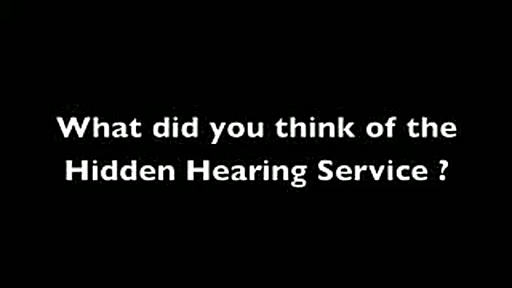 What did you think of the
Hidden Hearing Service ?